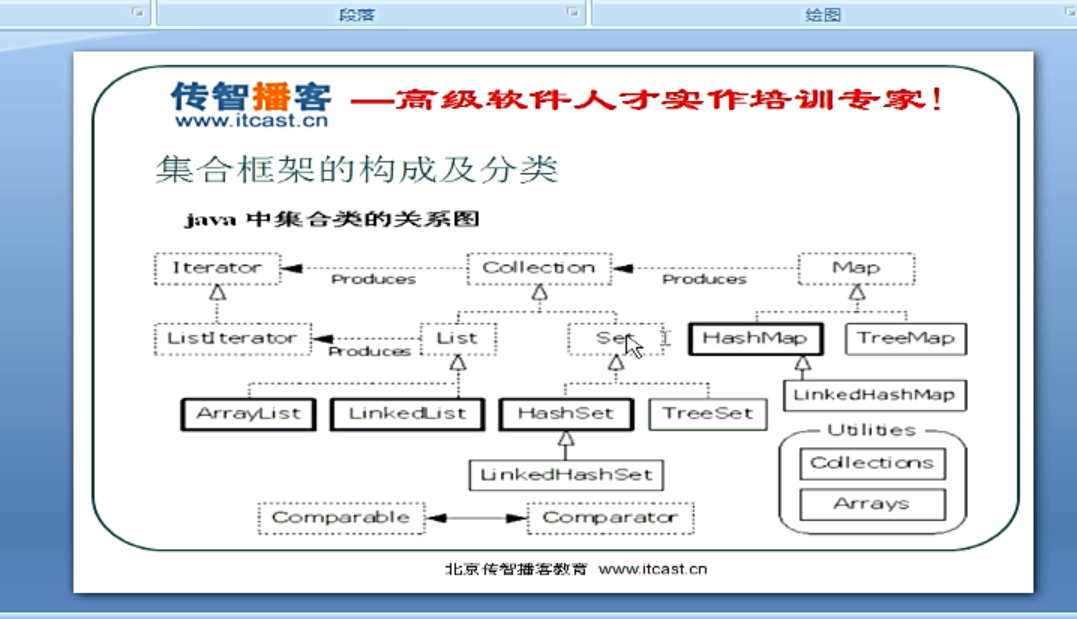 段落 绘图
传智播客 —高级软件人才实作培训专家！
www.itcast.cn
集合框架的构成及分类
java 中集合类的关系图
Iterator Collection Map
Produces Produces
ListIterator List Set HashMap TreeMap
Produces
LinkedHashMap
ArrayList LinkedList HashSet TreeSet
Utilities
Collections
LinkedHashSet
Arrays
Comparable Comparator
北京传智播客教育 www.itcast.cn